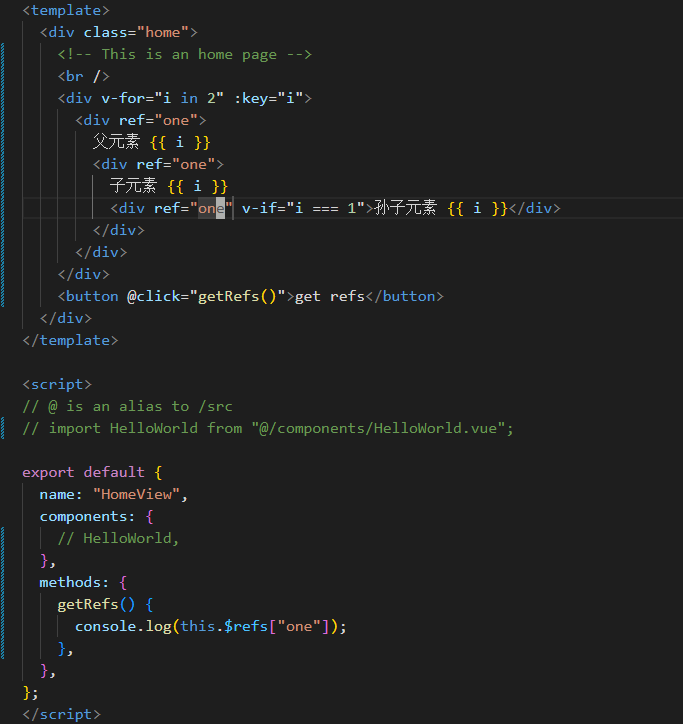 <template>
<div class="home">
<!-- This is an home page -->
<br />
<div v-for="i in 2" :key="i">
<div ref="one">
父元素 {{ i }}
<div ref="one">
子元素 {{ i }}
<div ref="one" v-if="i === 1">孙子元素 {{ i }}</div>
</div>
</div>
</div>
<button @click="getRefs()">get refs</button>
</div>
</template>
<script>
// @ is an alias to /src
// import HelloWorld from "@/components/HelloWorld.vue";
export default {
name: "HomeView",
components: {
// HelloWorld,
},
methods: {
getRefs() {
console.log(this.$refs["one"]);
},
},
};
</script>